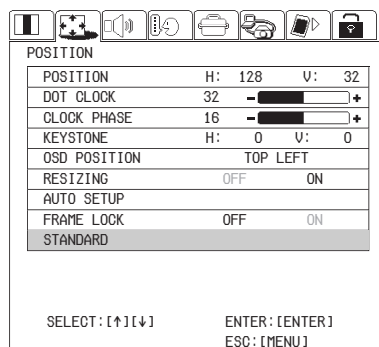 POSITION
POSITION H: 128 V: 32
DOT CLOCK 32 - +
CLOCK PHASE 16 - +
KEYSTONE H: 0 V: 0
OSD POSITION TOP LEFT
RESIZING OFF ON
AUTO SETUP
FRAME LOCK OFF ON
STANDARD
SELECT:[↑][↓] ENTER:[ENTER]
ESC:[MENU]